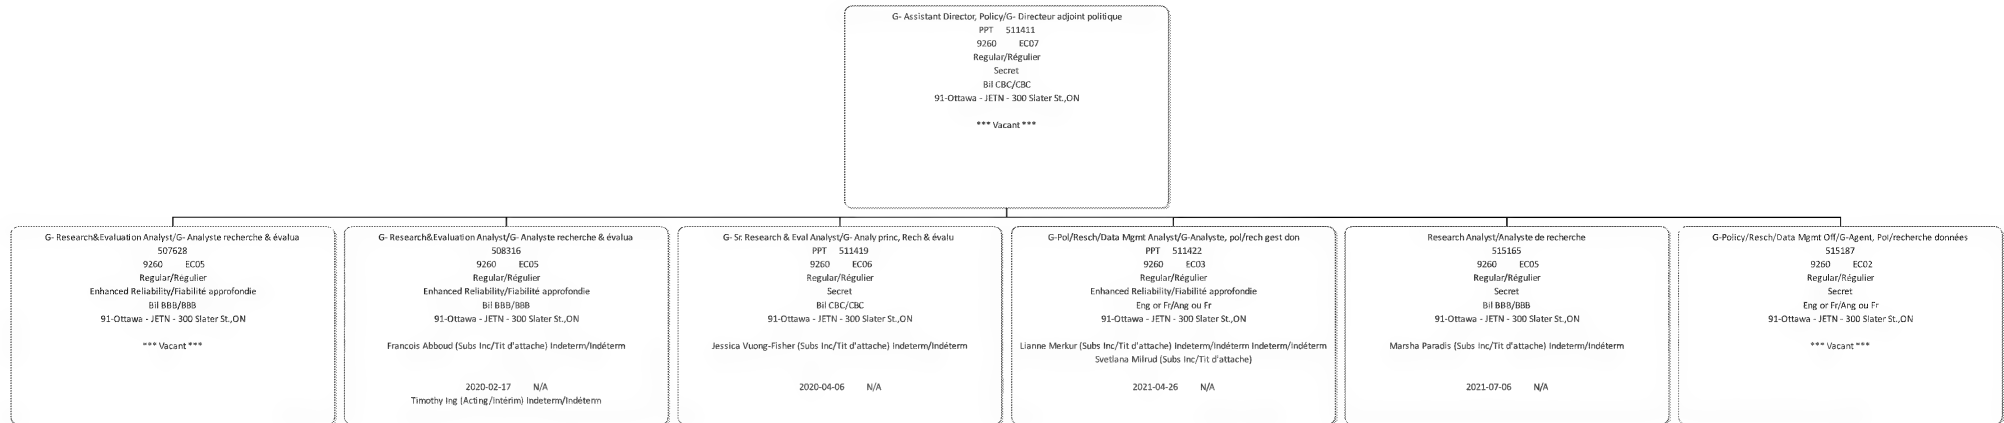 G- Assistant Director, Policy/G- Directeur adjoint politique
PPT 511411
9260 EC07
Regular/Régulier
Secret
Bil CBC/CBC
91-Ottawa - JETN - 300 Slater St.,ON
*** Vacant ***
G- Research&Evaluation Analyst/G- Analyste recherche & évalua
507628
9260 EC05
Regular/Régulier
Enhanced Reliability/Fiabilité approfondie
Bil BBB/BBB
91-Ottawa - JETN - 300 Slater St.,ON
*** Vacant ***
G- Research&Evaluation Analyst/G- Analyste recherche & évalua
508316
9260 EC05
Regular/Régulier
Enhanced Reliability/Fiabilité approfondie
Bil BBB/BBB
91-Ottawa - JETN - 300 Slater St.,ON
Francois Abboud (Subs Inc/Tit d'attache) Indeterm/Indéterm
2020-02-17 N/A
Timothy Ing (Acting/Intérim) Indeterm/Indéterm
G- Sr. Research & Eval Analyst/G- Analy princ, Rech & évalu
PPT 511419
9260 EC06
Regular/Régulier
Secret
Bil CBC/CBC
91-Ottawa - JETN - 300 Slater St.,ON
Jessica Vuong-Fisher (Subs Inc/Tit d'attache) Indeterm/Indéterm
2020-04-06 N/A
G-Pol/Resch/Data Mgmt Analyst/G-Analyste, pol/rech gest don
PPT 511422
9260 EC03
Regular/Régulier
Enhanced Reliability/Fiabilité approfondie
Eng or Fr/Ang ou Fr
91-Ottawa - JETN - 300 Slater St.,ON
Lianne Merkur (Subs Inc/Tit d'attache) Indeterm/Indéterm Indeterm/Indéterm
Svetlana Milrud (Subs Inc/Tit d'attache)
2021-04-26 N/A
Research Analyst/Analyste de recherche
515165
9260 EC05
Regular/Régulier
Secret
Bil BBB/BBB
91-Ottawa - JETN - 300 Slater St.,ON
Marsha Paradis (Subs Inc/Tit d'attache) Indeterm/Indéterm
2021-07-06 N/A
G-Policy/Resch/Data Mgmt Off/G-Agent, Pol/recherche données
515187
9260 EC02
Regular/Régulier
Secret
Eng or Fr/Ang ou Fr
91-Ottawa - JETN - 300 Slater St.,ON
*** Vacant ***